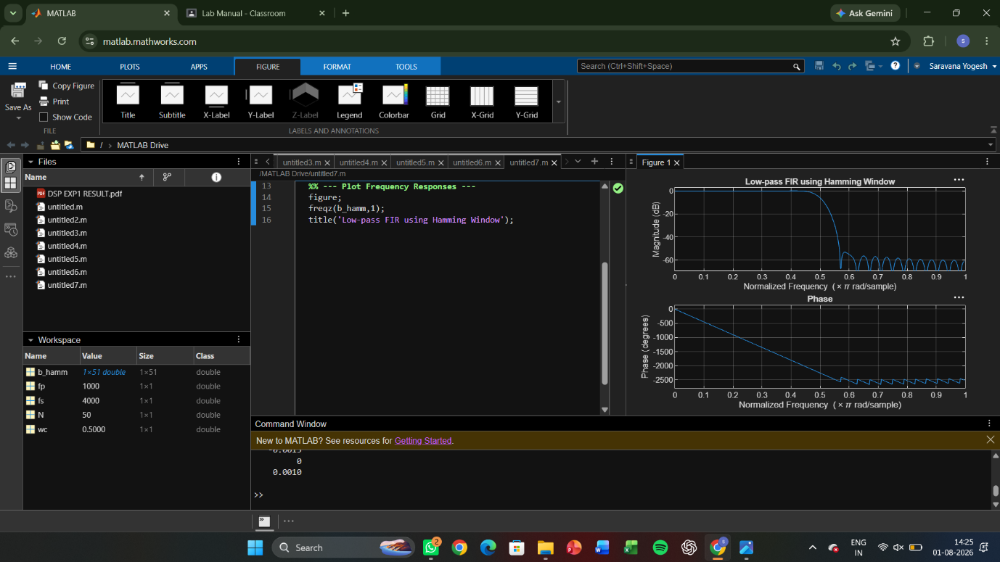 MATLAB
Lab Manual - Classroom
Ask Gemini
matlab.mathworks.com
S
HOME PLOTS APPS FIGURE FORMAT TOOLS
Search (Ctrl+Shift+Space)
Saravana Yogesh
Save As
Copy Figure
Print
Show Code
FILE
Title Subtitle X-Label Y-Label Z-Label Legend Colorbar Grid X-Grid Y-Grid
LABELS AND ANNOTATIONS
/ > MATLAB Drive
Files
Name
DSP EXP1 RESULT.pdf
untitled.m
untitled2.m
untitled3.m
untitled4.m
untitled5.m
untitled6.m
untitled7.m
Workspace
Name Value Size Class
b_hamm 1×51 double 1×51 double
fp 1000 1×1 double
fs 4000 1×1 double
N 50 1×1 double
wc 0.5000 1×1 double
untitled3.m untitled4.m untitled5.m untitled6.m untitled7.m
/MATLAB Drive/untitled7.m
13 %% --- Plot Frequency Responses ---
14 figure;
15 freqz(b_hamm,1);
16 title('Low-pass FIR using Hamming Window');
Figure 1
Low-pass FIR using Hamming Window
Magnitude (dB)
0
-20
-40
-60
0 0.1 0.2 0.3 0.4 0.5 0.6 0.7 0.8 0.9 1
Normalized Frequency (× π rad/sample)
Phase
Phase (degrees)
0
-500
-1000
-1500
-2000
-2500
0 0.1 0.2 0.3 0.4 0.5 0.6 0.7 0.8 0.9 1
Normalized Frequency (× π rad/sample)
Command Window
New to MATLAB? See resources for Getting Started.
-0.0015
0
0.0010
>>
Search
2
ENG
IN
14:25
01-08-2026